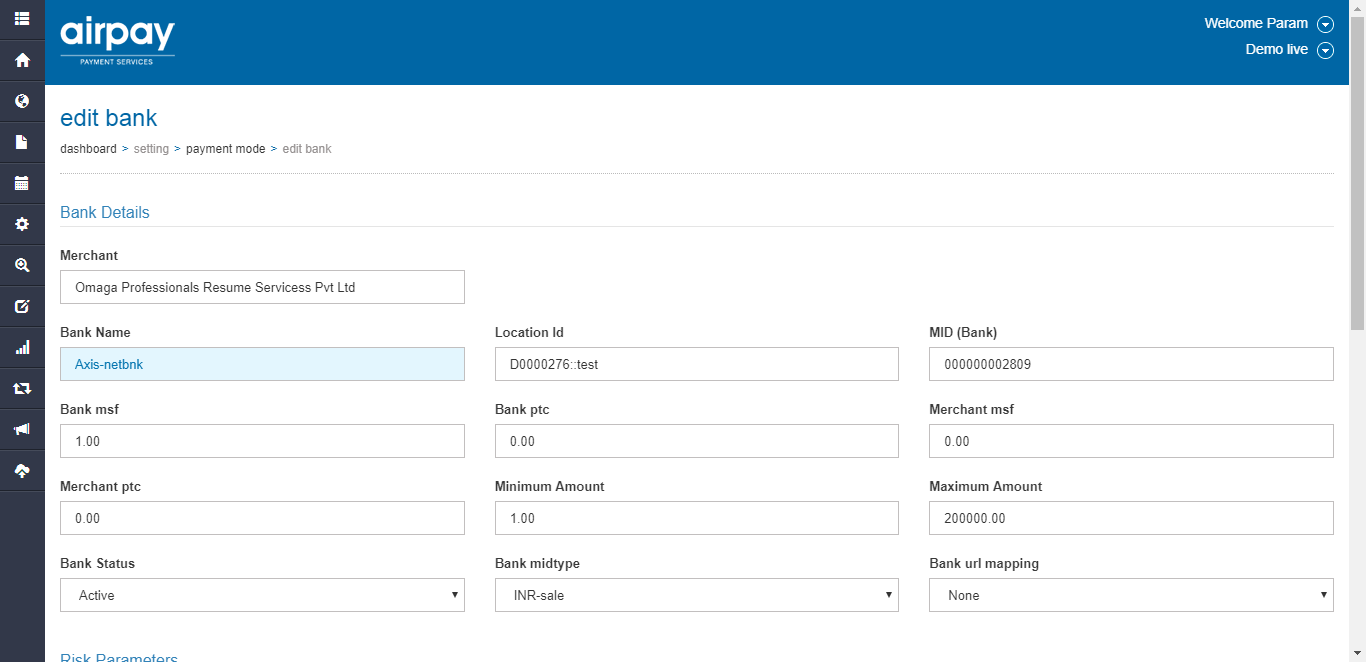 airpay
PAYMENT SERVICES
Welcome Param
Demo live
edit bank
dashboard > setting > payment mode > edit bank
Bank Details
Merchant
Omaga Professionals Resume Servicess Pvt Ltd
Bank Name Location Id MID (Bank)
Axis-netbnk D0000276::test 000000002809
Bank msf Bank ptc Merchant msf
1.00 0.00 0.00
Merchant ptc Minimum Amount Maximum Amount
0.00 1.00 200000.00
Bank Status Bank midtype Bank url mapping
Active INR-sale None
Risk Parameters